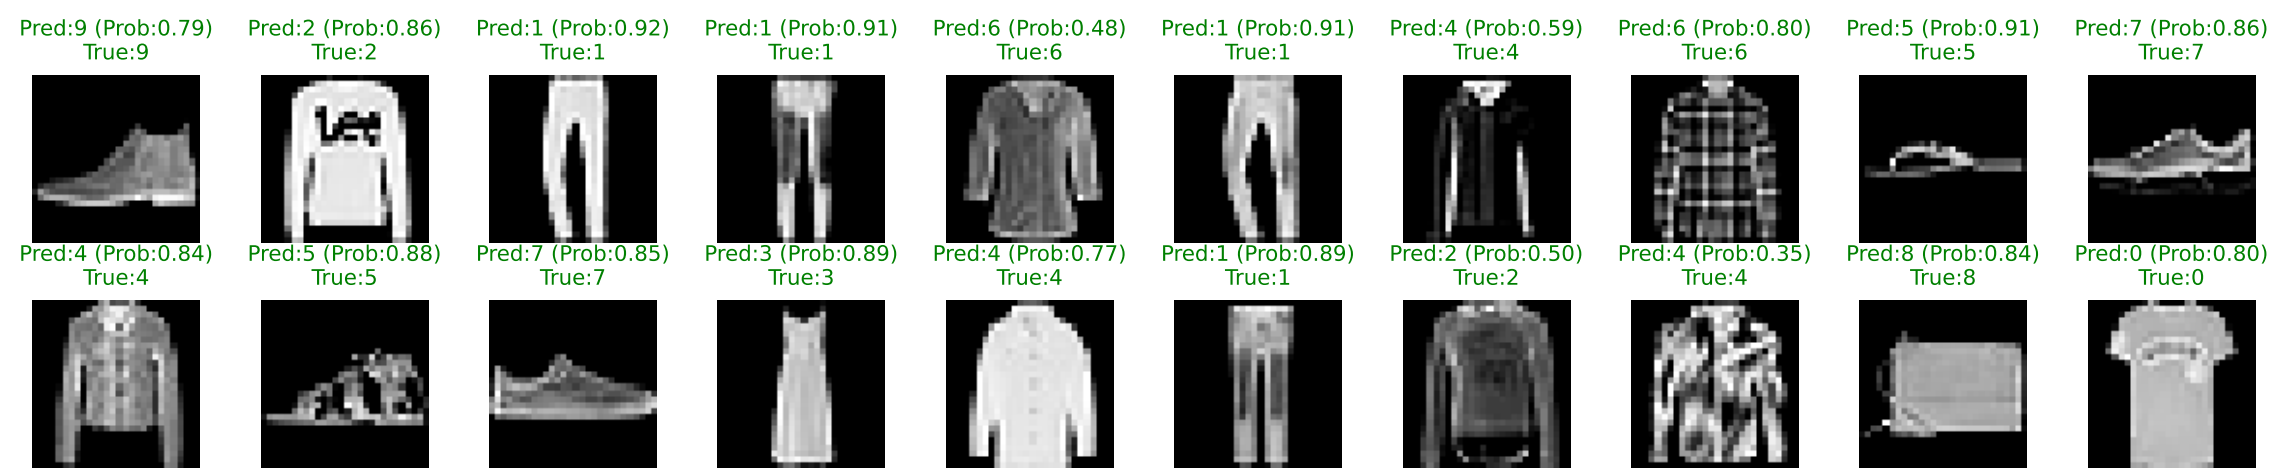 Pred:9 (Prob:0.79) Pred:2 (Prob:0.86) Pred:1 (Prob:0.92) Pred:1 (Prob:0.91) Pred:6 (Prob:0.48) Pred:1 (Prob:0.91) Pred:4 (Prob:0.59) Pred:6 (Prob:0.80) Pred:5 (Prob:0.91) Pred:7 (Prob:0.86)
True:9 True:2 True:1 True:1 True:6 True:1 True:4 True:6 True:5 True:7
Lee
Pred:4 (Prob:0.84) Pred:5 (Prob:0.88) Pred:7 (Prob:0.85) Pred:3 (Prob:0.89) Pred:4 (Prob:0.77) Pred:1 (Prob:0.89) Pred:2 (Prob:0.50) Pred:4 (Prob:0.35) Pred:8 (Prob:0.84) Pred:0 (Prob:0.80)
True:4 True:5 True:7 True:3 True:4 True:1 True:2 True:4 True:8 True:0